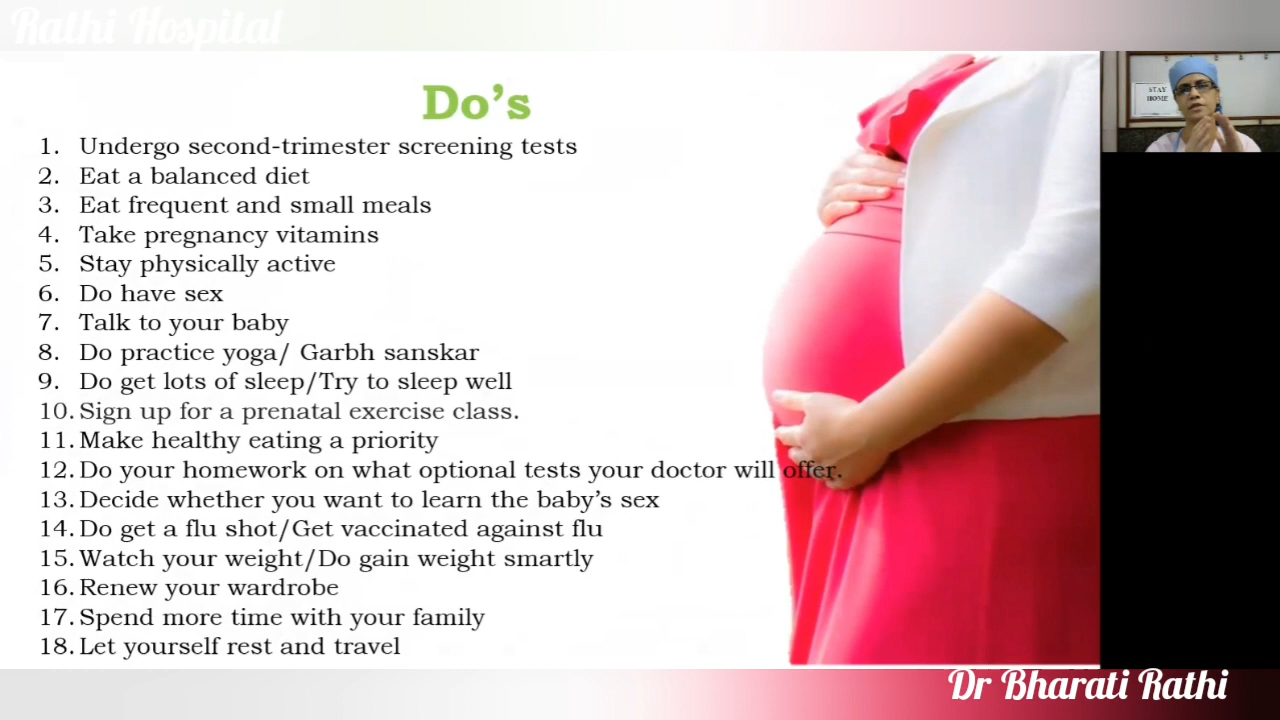 Rathi Hospital
Do's
1. Undergo second-trimester screening tests
2. Eat a balanced diet
3. Eat frequent and small meals
4. Take pregnancy vitamins
5. Stay physically active
6. Do have sex
7. Talk to your baby
8. Do practice yoga/ Garbh sanskar
9. Do get lots of sleep/Try to sleep well
10. Sign up for a prenatal exercise class.
11. Make healthy eating a priority
12. Do your homework on what optional tests your doctor will offer.
13. Decide whether you want to learn the baby's sex
14. Do get a flu shot/Get vaccinated against flu
15. Watch your weight/Do gain weight smartly
16. Renew your wardrobe
17. Spend more time with your family
18. Let yourself rest and travel
STAY
HOME
Dr Bharati Rathi